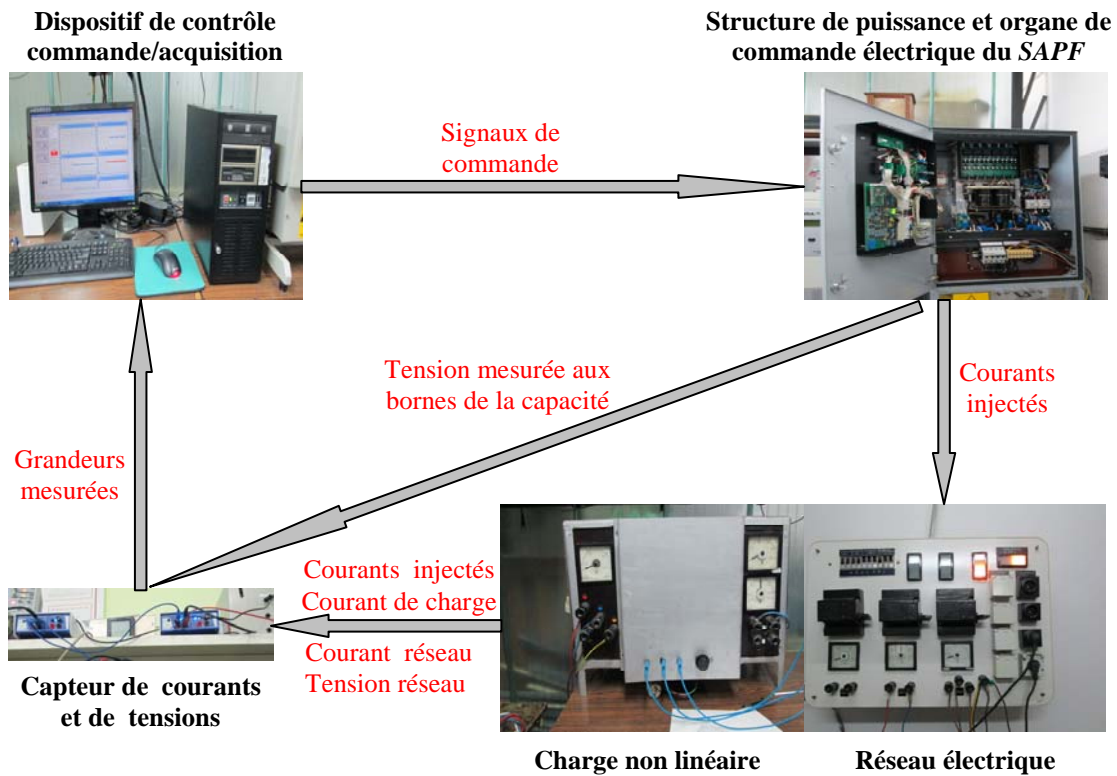 Dispositif de contrôle
commande/acquisition
Structure de puissance et organe de
commande électrique du SAPF
Signaux de
commande
Tension mesurée aux
bornes de la capacité
Courants
injectés
Grandeurs
mesurées
Courants injectés
Courant de charge
Courant réseau
Tension réseau
Capteur de courants
et de tensions
Charge non linéaire
Réseau électrique